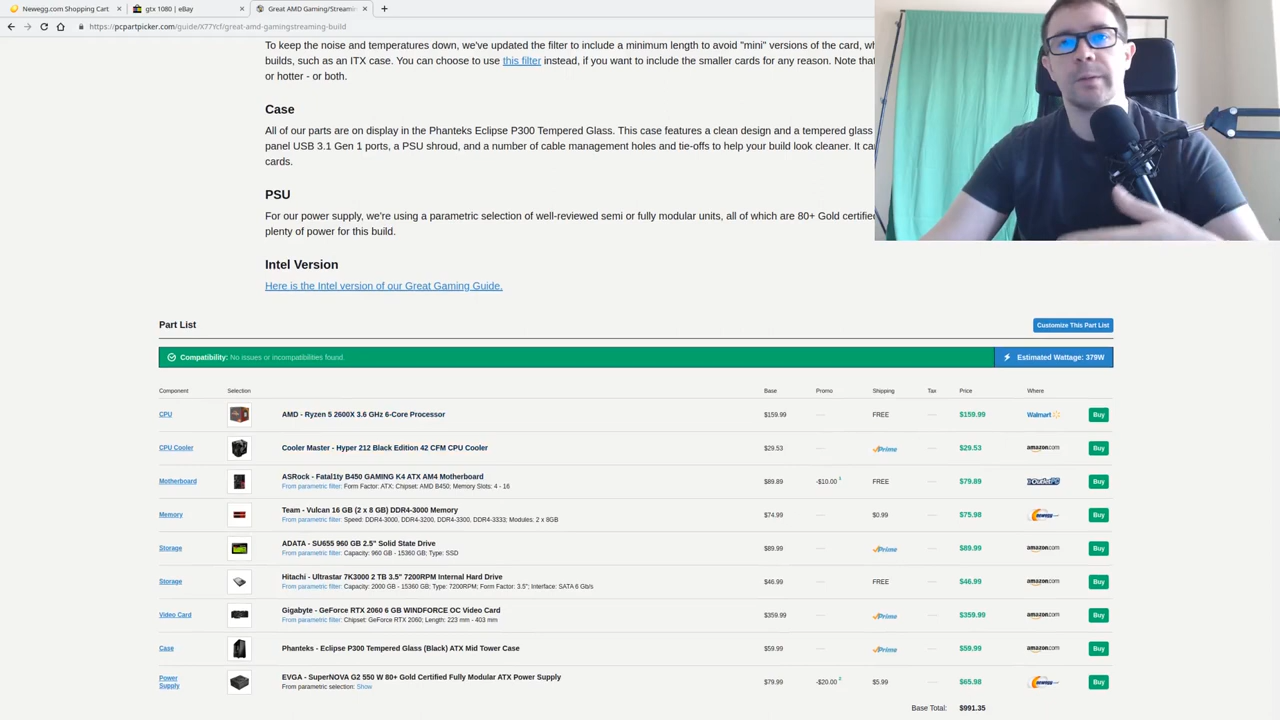 Newegg.com Shopping Cart
gtx 1080 | eBay
Great AMD Gaming/Streamin
https://pcpartpicker.com/guide/X77Ycf/great-amd-gamingstreaming-build
To keep the noise and temperatures down, we've updated the filter to include a minimum length to avoid "mini" versions of the card, wh
builds, such as an ITX case. You can choose to use this filter instead, if you want to include the smaller cards for any reason. Note that
or hotter - or both.
Case
All of our parts are on display in the Phanteks Eclipse P300 Tempered Glass. This case features a clean design and a tempered glass
panel USB 3.1 Gen 1 ports, a PSU shroud, and a number of cable management holes and tie-offs to help your build look cleaner. It ca
cards.
PSU
For our power supply, we're using a parametric selection of well-reviewed semi or fully modular units, all of which are 80+ Gold certified
plenty of power for this build.
Intel Version
Here is the Intel version of our Great Gaming Guide.
Part List
Customize This Part List
Compatibility: No issues or incompatibilities found.
Estimated Wattage: 379W
Component Selection Base Promo Shipping Tax Price Where
CPU AMD - Ryzen 5 2600X 3.6 GHz 6-Core Processor $159.99 FREE $159.99 Walmart Buy
CPU Cooler Cooler Master - Hyper 212 Black Edition 42 CFM CPU Cooler $29.53 Prime $29.53 amazon.com Buy
Motherboard ASRock - Fatal1ty B450 GAMING K4 ATX AM4 Motherboard $89.89 -$10.00 FREE $79.89 OutletPC Buy
From parametric filter: Form Factor: ATX; Chipset: AMD B450; Memory Slots: 4 - 16
Memory Team - Vulcan 16 GB (2 x 8 GB) DDR4-3000 Memory $74.99 $0.99 $75.98 newegg Buy
From parametric filter: Speed: DDR4-3000, DDR4-3200, DDR4-3300, DDR4-3333; Modules: 2 x 8GB
Storage ADATA - SU655 960 GB 2.5" Solid State Drive $89.99 Prime $89.99 amazon.com Buy
From parametric filter: Capacity: 960 GB - 15360 GB; Type: SSD
Storage Hitachi - Ultrastar 7K3000 2 TB 3.5" 7200RPM Internal Hard Drive $46.99 FREE $46.99 amazon.com Buy
From parametric filter: Capacity: 2000 GB - 15360 GB; Type: 7200RPM; Form Factor: 3.5"; Interface: SATA 6 Gb/s
Video Card Gigabyte - GeForce RTX 2060 6 GB WINDFORCE OC Video Card $359.99 Prime $359.99 amazon.com Buy
From parametric filter: Chipset: GeForce RTX 2060; Length: 223 mm - 403 mm
Case Phanteks - Eclipse P300 Tempered Glass (Black) ATX Mid Tower Case $59.99 Prime $59.99 amazon.com Buy
Power Supply EVGA - SuperNOVA G2 550 W 80+ Gold Certified Fully Modular ATX Power Supply $79.99 -$20.00 $5.99 $65.98 newegg Buy
From parametric selection: Show
Base Total: $991.35